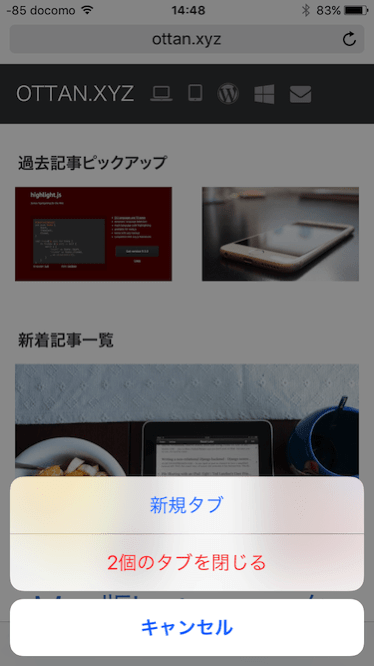 -85 docomo 14:48 83%
ottan.xyz
OTTAN.XYZ
過去記事ピックアップ
highlight.js
新着記事一覧
新規タブ
2個のタブを閉じる
キャンセル